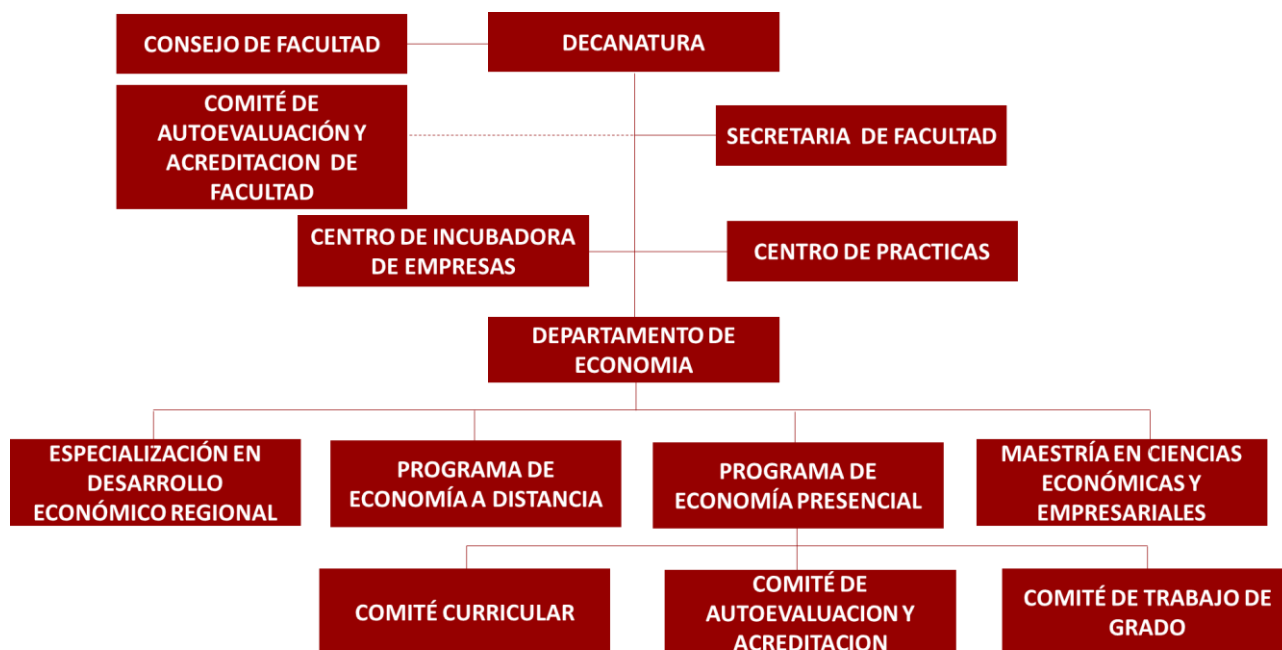 CONSEJO DE FACULTAD
DECANATURA
COMITÉ DE
AUTOEVALUACIÓN Y
ACREDITACION DE
FACULTAD
SECRETARIA DE FACULTAD
CENTRO DE INCUBADORA
DE EMPRESAS
CENTRO DE PRACTICAS
DEPARTAMENTO DE
ECONOMIA
ESPECIALIZACIÓN EN
DESARROLLO
ECONÓMICO REGIONAL
PROGRAMA DE
ECONOMÍA A DISTANCIA
PROGRAMA DE
ECONOMÍA PRESENCIAL
MAESTRÍA EN CIENCIAS
ECONÓMICAS Y
EMPRESARIALES
COMITÉ CURRICULAR
COMITÉ DE
AUTOEVALUACION Y
ACREDITACION
COMITÉ DE TRABAJO DE
GRADO